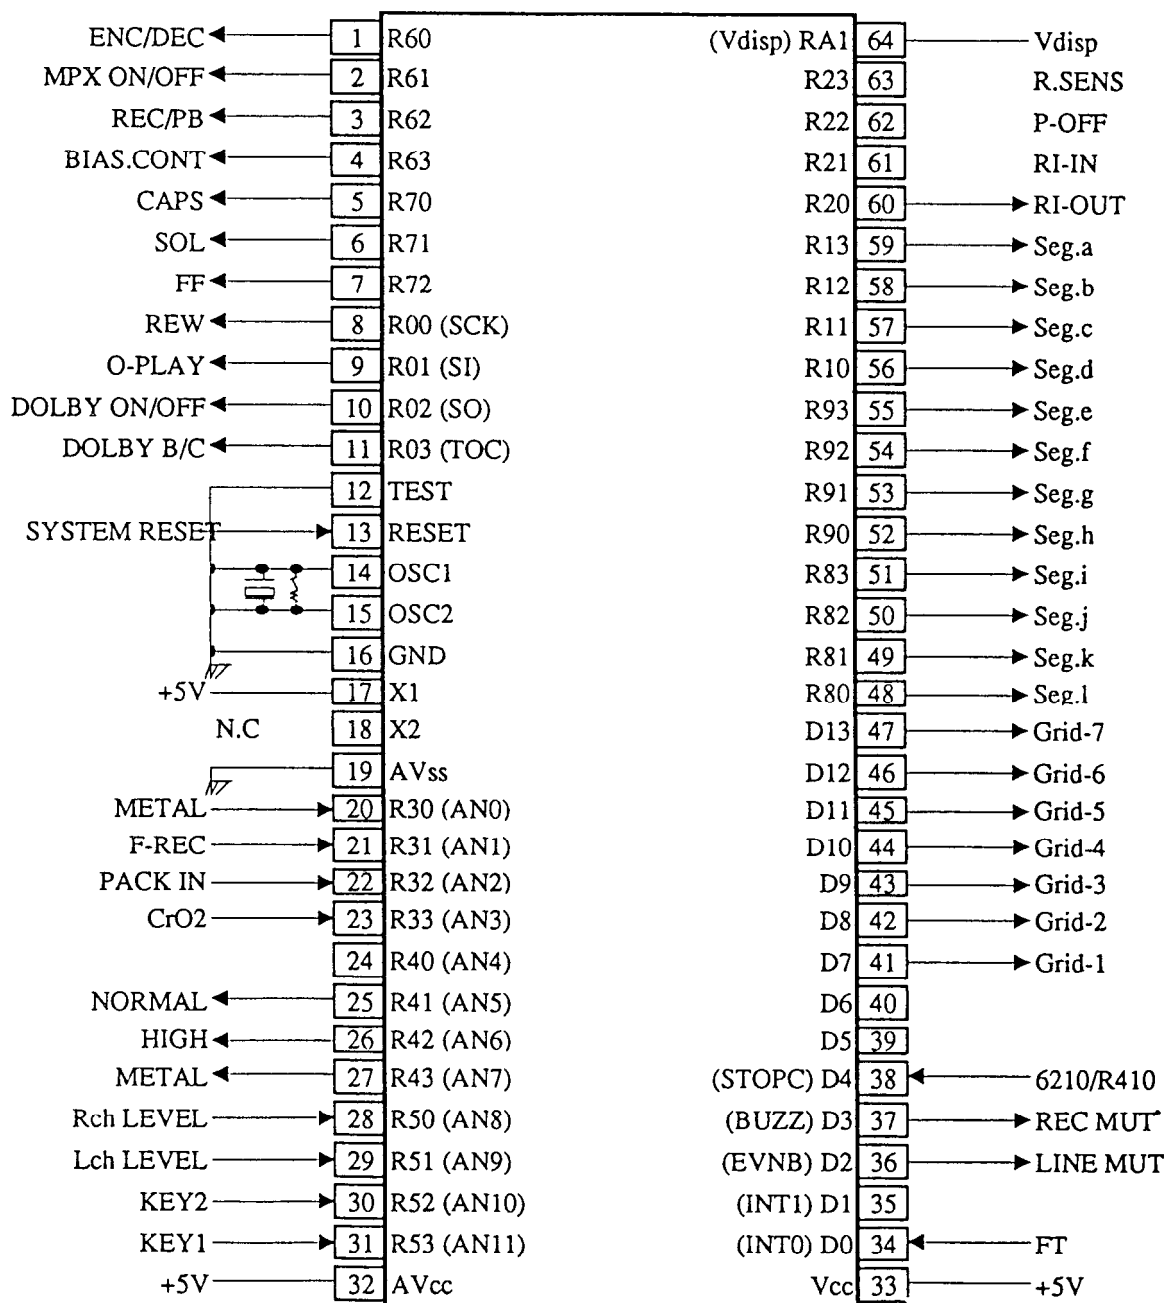 ENC/DEC 1 R60 (Vdisp) RA1 64 Vdisp
MPX ON/OFF 2 R61 R23 63 R.SENS
REC/PB 3 R62 R22 62 P-OFF
BIAS.CONT 4 R63 R21 61 RI-IN
CAPS 5 R70 R20 60 RI-OUT
SOL 6 R71 R13 59 Seg.a
FF 7 R72 R12 58 Seg.b
REW 8 R00 (SCK) R11 57 Seg.c
O-PLAY 9 R01 (SI) R10 56 Seg.d
DOLBY ON/OFF 10 R02 (SO) R93 55 Seg.e
DOLBY B/C 11 R03 (TOC) R92 54 Seg.f
12 TEST R91 53 Seg.g
SYSTEM RESET 13 RESET R90 52 Seg.h
14 OSC1 R83 51 Seg.i
15 OSC2 R82 50 Seg.j
16 GND R81 49 Seg.k
+5V 17 X1 R80 48 Seg.l
N.C 18 X2 D13 47 Grid-7
19 AVss D12 46 Grid-6
METAL 20 R30 (AN0) D11 45 Grid-5
F-REC 21 R31 (AN1) D10 44 Grid-4
PACK IN 22 R32 (AN2) D9 43 Grid-3
CrO2 23 R33 (AN3) D8 42 Grid-2
24 R40 (AN4) D7 41 Grid-1
NORMAL 25 R41 (AN5) D6 40
HIGH 26 R42 (AN6) D5 39
METAL 27 R43 (AN7) (STOPC) D4 38 6210/R410
Rch LEVEL 28 R50 (AN8) (BUZZ) D3 37 REC MUT
Lch LEVEL 29 R51 (AN9) (EVNB) D2 36 LINE MUT
KEY2 30 R52 (AN10) (INT1) D1 35
KEY1 31 R53 (AN11) (INT0) D0 34 FT
+5V 32 AVcc Vcc 33 +5V